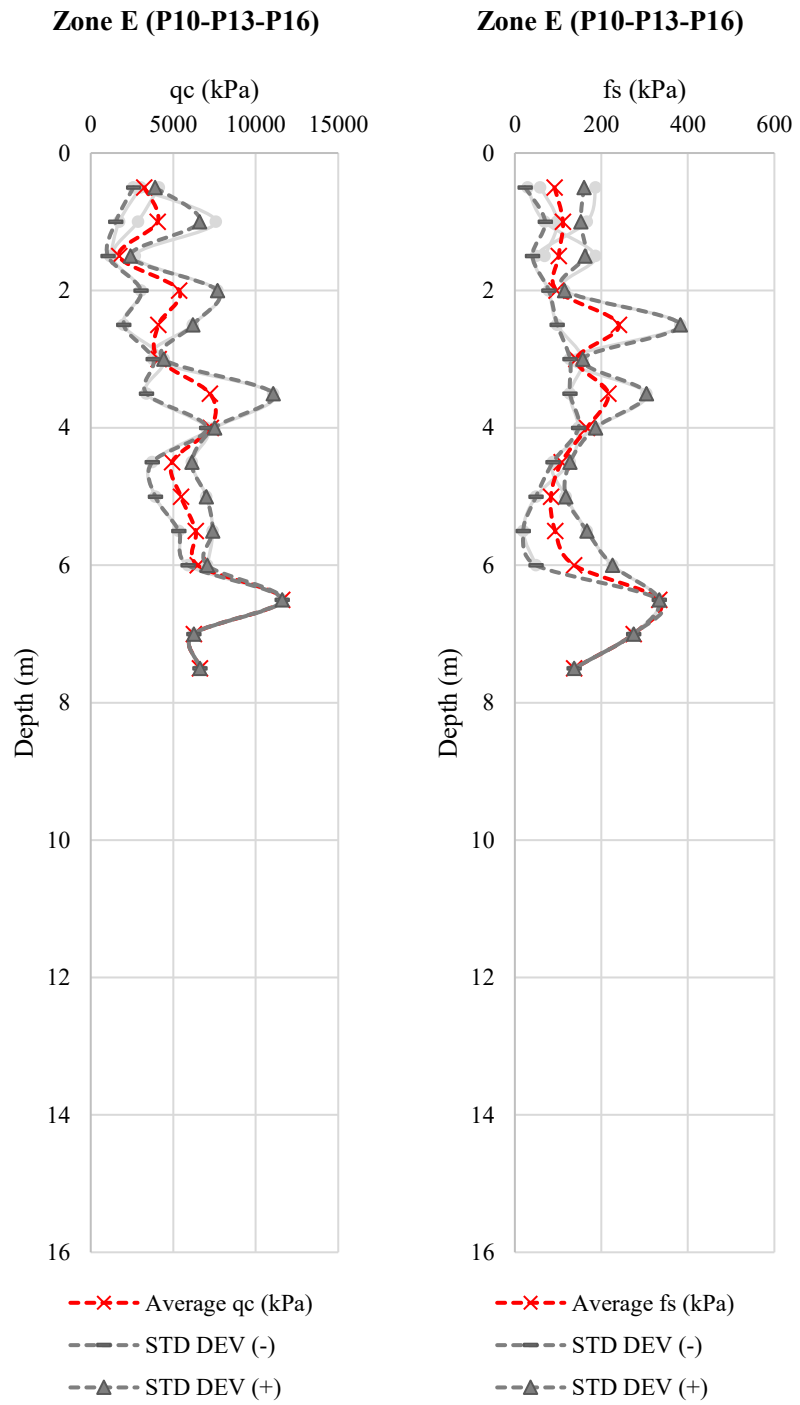 Zone E (P10-P13-P16)
qc (kPa)
0 5000 10000 15000
0
2
4
6
8
10
12
14
16
Depth (m)
Average qc (kPa)
STD DEV (-)
STD DEV (+)
Zone E (P10-P13-P16)
fs (kPa)
0 200 400 600
0
2
4
6
8
10
12
14
16
Depth (m)
Average fs (kPa)
STD DEV (-)
STD DEV (+)